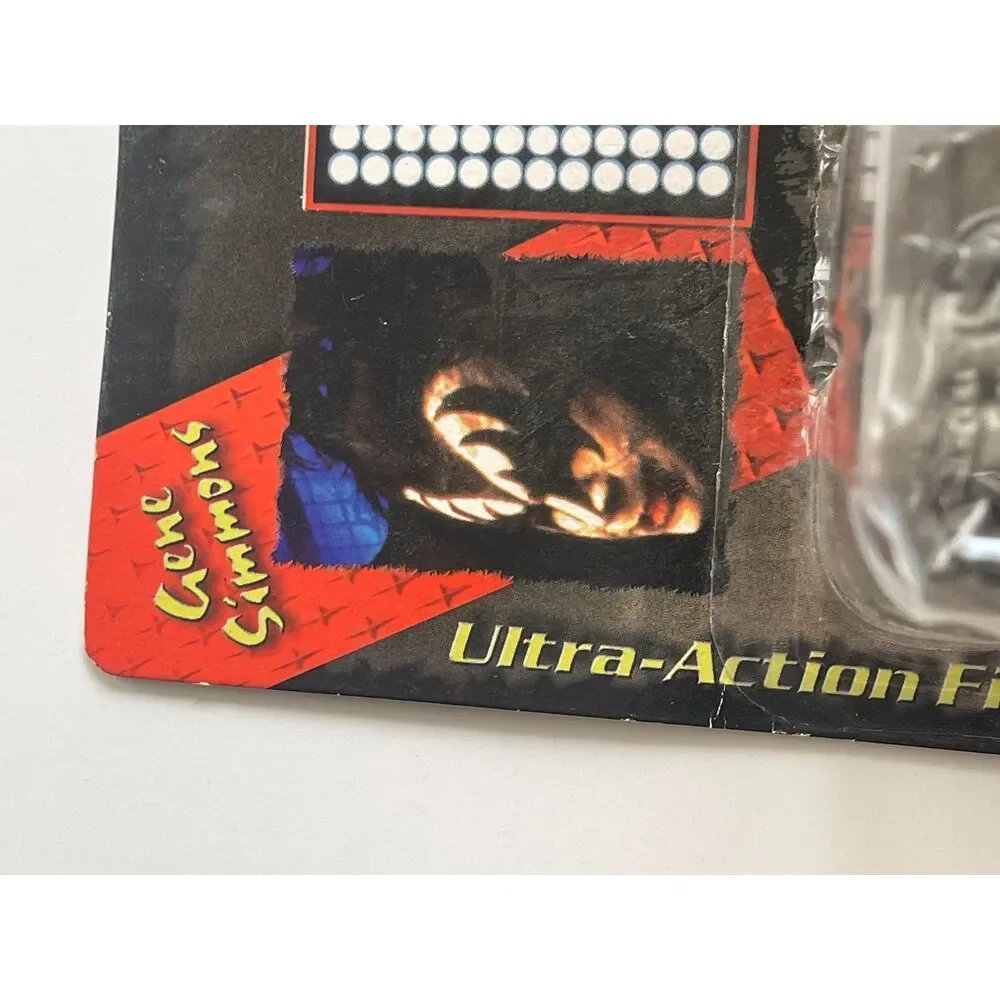 Gene
Simmons
Ultra-Action Fi